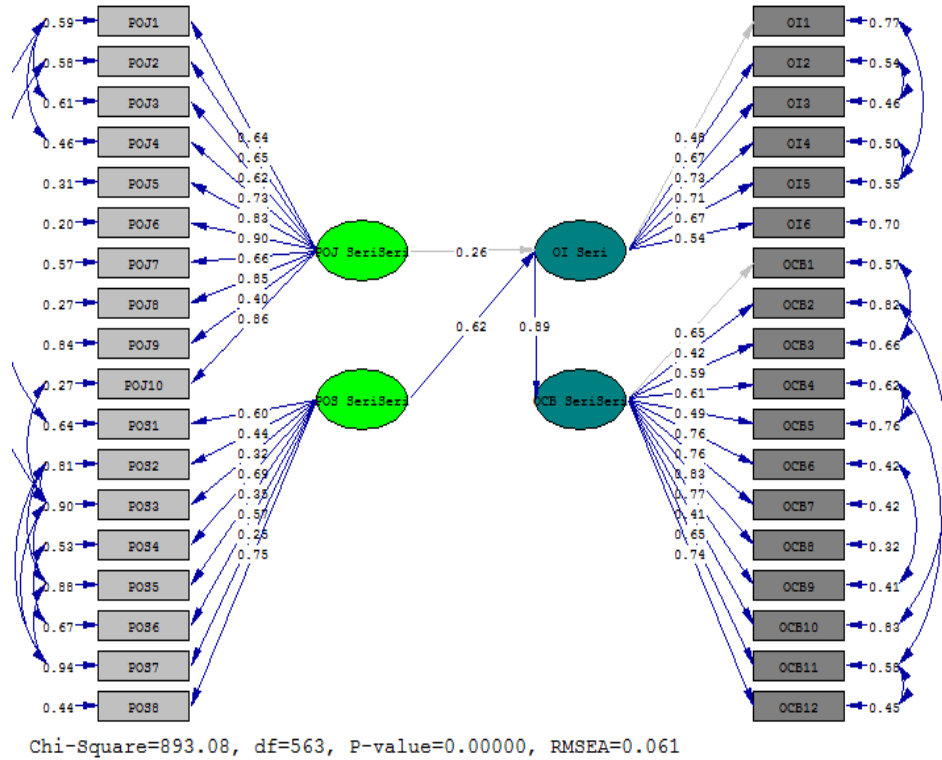 0.59 POJ1
0.58 POJ2
0.61 POJ3
0.46 POJ4
0.31 POJ5
0.20 POJ6
0.57 POJ7
0.27 POJ8
0.84 POJ9
0.27 POJ10
0.64 POS1
0.81 POS2
0.90 POS3
0.53 POS4
0.88 POS5
0.67 POS6
0.94 POS7
0.44 POS8
0.64
0.65
0.62
0.73
0.83
0.90
0.66
0.85
0.40
0.86
0.60
0.44
0.32
0.69
0.35
0.57
0.25
0.75
POJ SeriSeri
0.26
OI Seri
0.62
0.89
POS SeriSeri
OCB SeriSeri
0.48
0.67
0.73
0.71
0.67
0.54
0.65
0.42
0.59
0.61
0.49
0.76
0.76
0.83
0.77
0.41
0.65
0.74
OI1 0.77
OI2 0.54
OI3 0.46
OI4 0.50
OI5 0.55
OI6 0.70
OCB1 0.57
OCB2 0.82
OCB3 0.66
OCB4 0.62
OCB5 0.76
OCB6 0.42
OCB7 0.42
OCB8 0.32
OCB9 0.41
OCB10 0.83
OCB11 0.58
OCB12 0.45
Chi-Square=893.08, df=563, P-value=0.00000, RMSEA=0.061